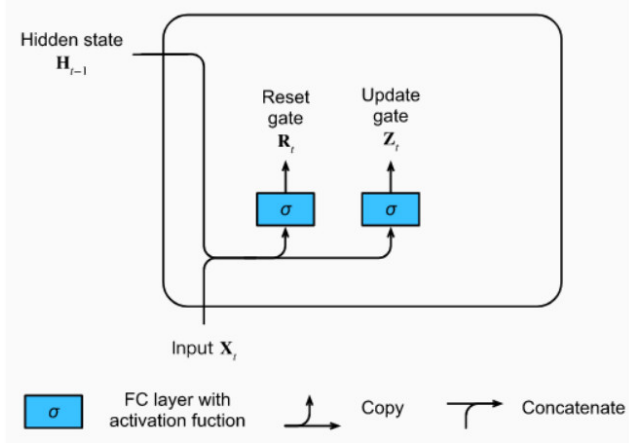 Hidden state
H_{t−1}
Reset
gate
R_t
Update
gate
Z_t
σ
σ
Input X_t
σ
FC layer with
activation fuction
Copy
Concatenate